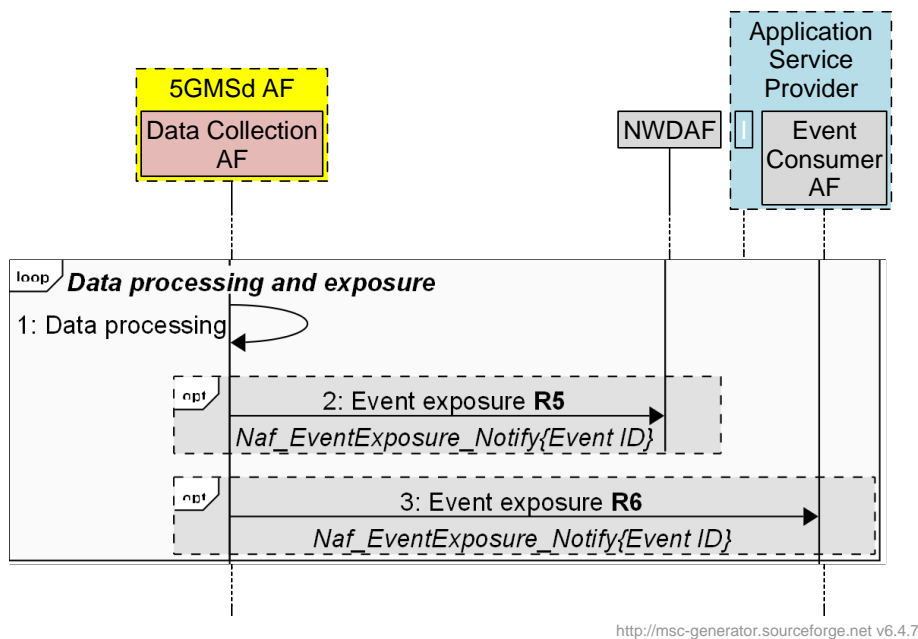 Application
Service
Provider
5GMSd AF
Data Collection
AF
NWDAF
I
Event
Consumer
AF
loop
Data processing and exposure
1: Data processing
opt
2: Event exposure R5
Naf_EventExposure_Notify{Event ID}
opt
3: Event exposure R6
Naf_EventExposure_Notify{Event ID}
http://msc-generator.sourceforge.net v6.4.7